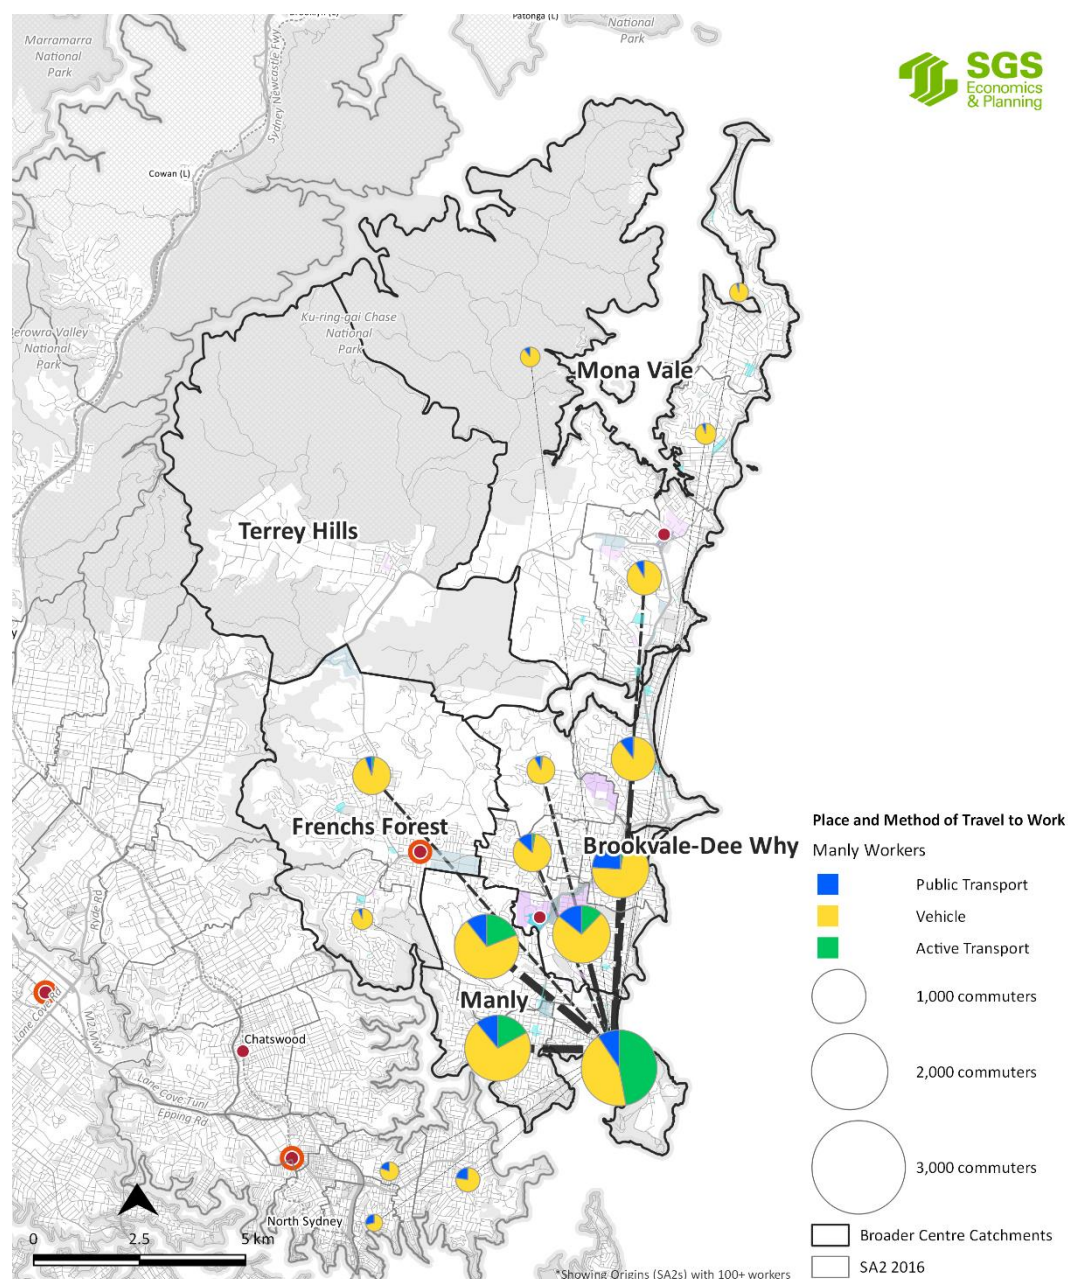 Patonga (L)
National
Park
Marramarra
National
Park
Sydney Newcastle Fwy
SGS
Economics
& Planning
Cowan (L)
Ku-ring-gai Chase
National
Park
Valley
National
Park
Mona Vale
Terrey Hills
Frenchs Forest
Brookvale-Dee Why
Place and Method of Travel to Work
Manly Workers
Public Transport
Vehicle
Active Transport
Ryde Rd
Manly
Lane Cove Rd
M2 MWY
1,000 commuters
Chatswood
2,000 commuters
Lane Cove Tunl
Epping Rd
3,000 commuters
North Sydney
0 2.5 5 km
Broader Centre Catchments
SA2 2016
*Showing Origins (SA2s) with 100+ workers